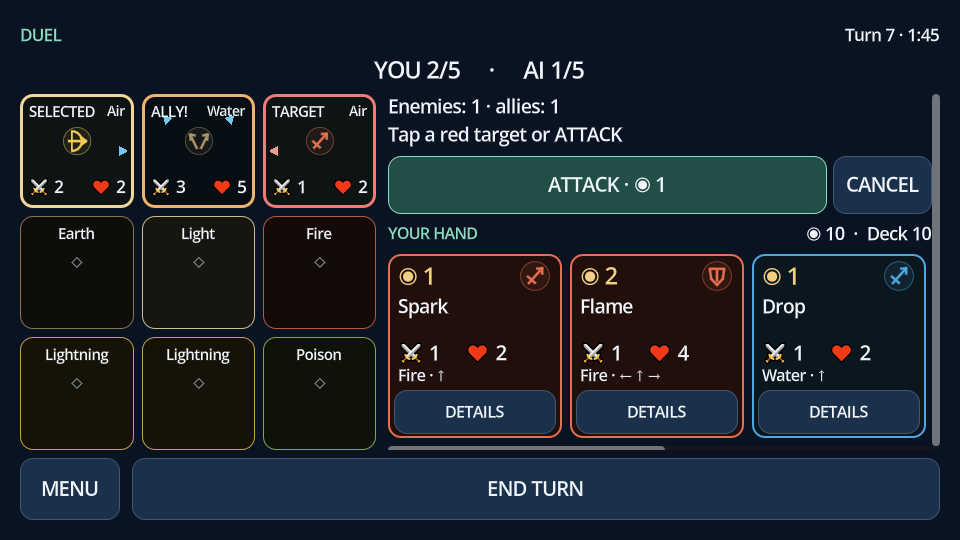 DUEL
Turn 7 · 1:45
YOU 2/5 · AI 1/5
SELECTED Air
2 2
ALLY! Water
3 5
TARGET Air
1 2
Enemies: 1 · allies: 1
Tap a red target or ATTACK
ATTACK · ◉ 1
CANCEL
Earth
Light
Fire
Lightning
Lightning
Poison
YOUR HAND
◉ 10 · Deck 10
◉ 1
Spark
1 2
Fire · ↑
DETAILS
◉ 2
Flame
1 4
Fire · ← ↑ →
DETAILS
◉ 1
Drop
1 2
Water · ↑
DETAILS
MENU
END TURN